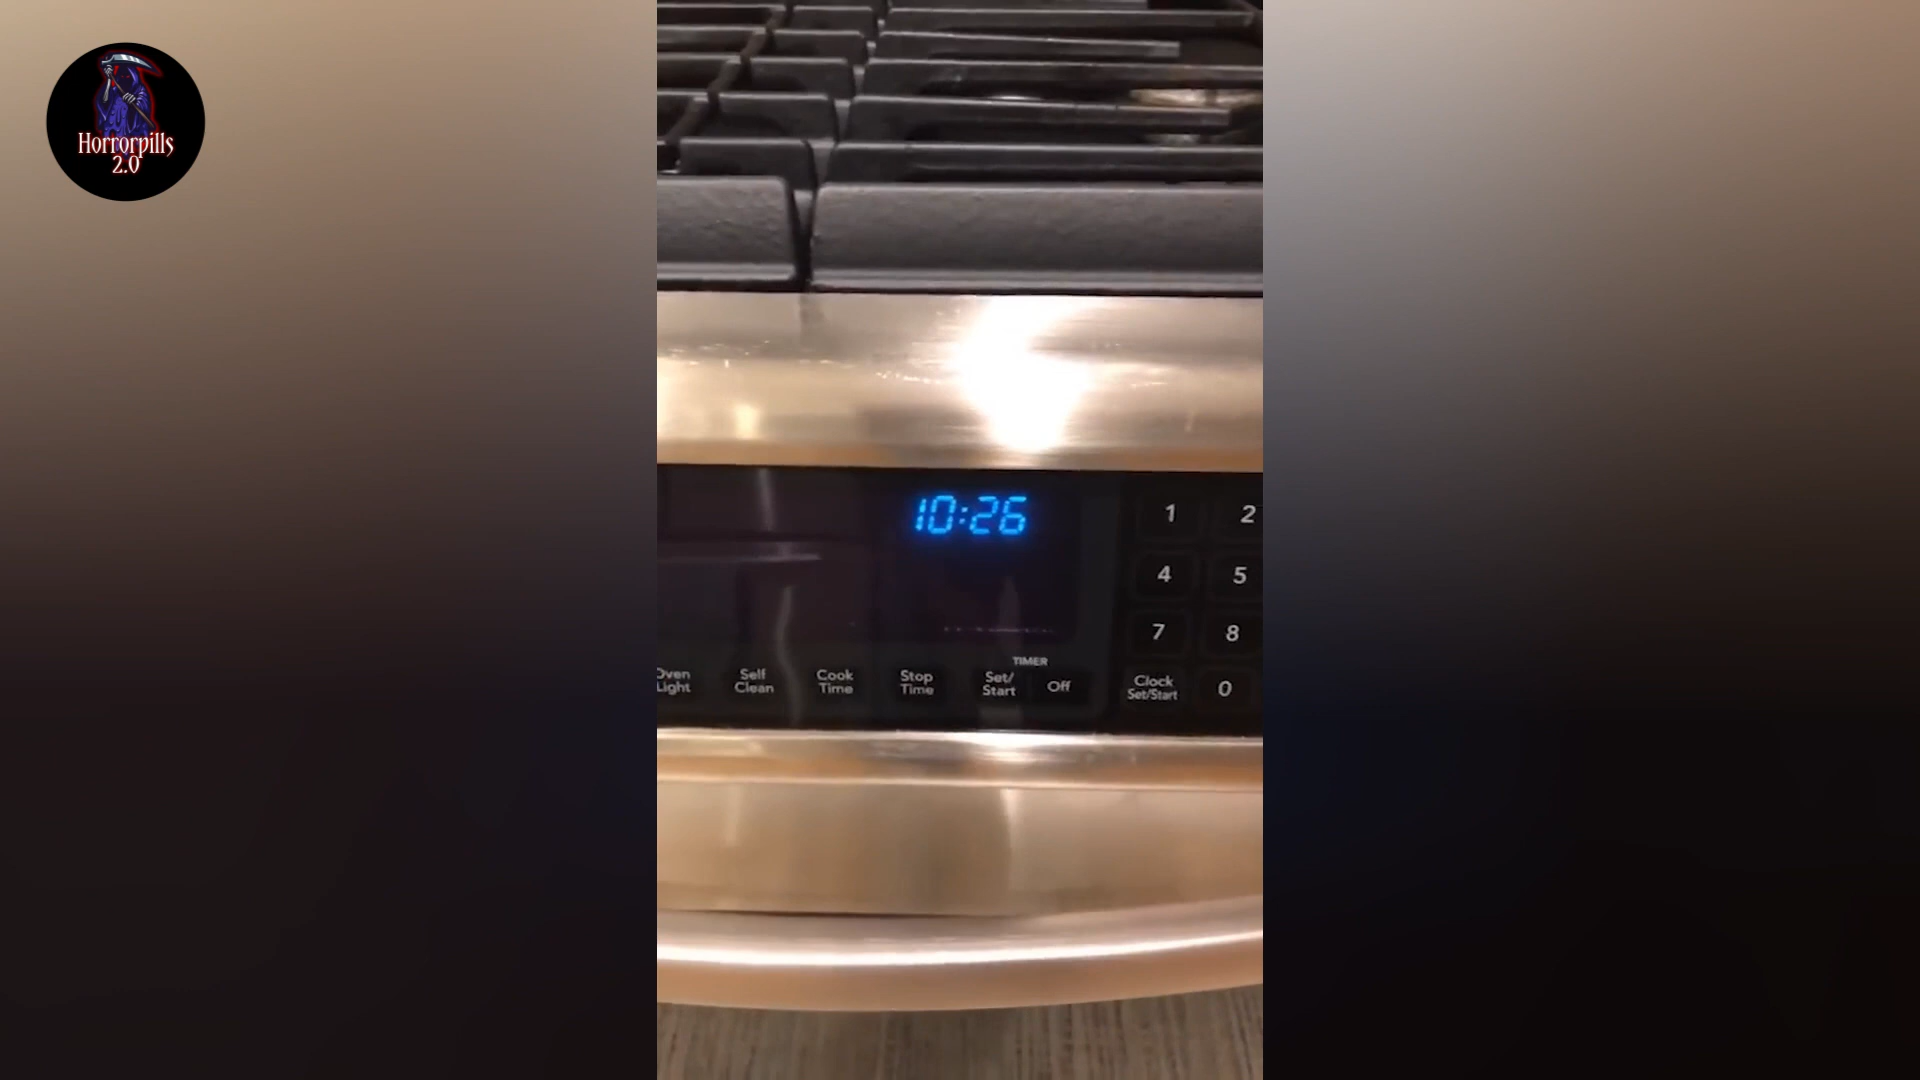 Horrorpills
2.0
10:26
1 2
4 5
7 8
Oven
Light
Self
Clean
Cook
Time
Stop
Time
TIMER
Set/
Start
Off
Clock
Set/Start
0